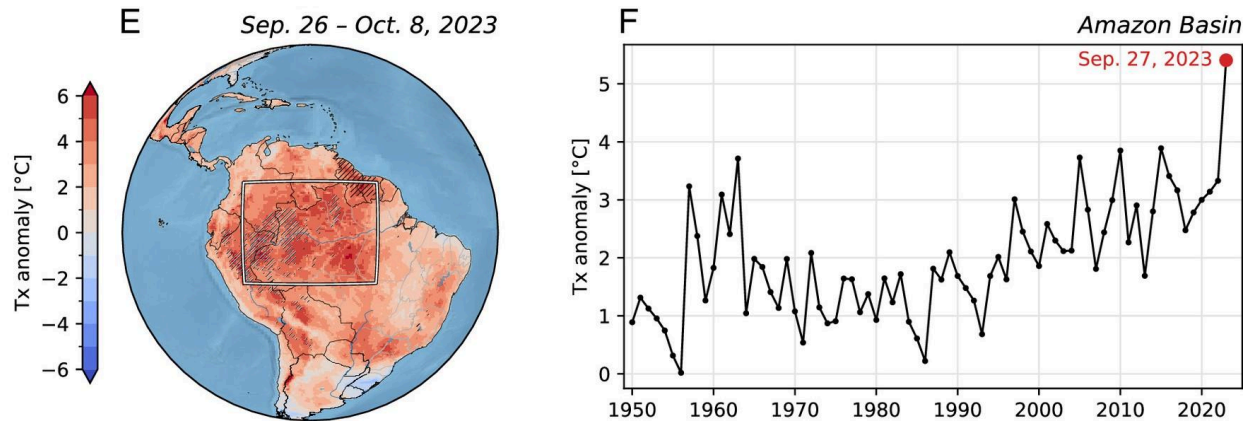 E
Sep. 26 – Oct. 8, 2023
Tx anomaly [°C]
6
4
2
0
−2
−4
−6
F
Amazon Basin
Sep. 27, 2023
Tx anomaly [°C]
5
4
3
2
1
0
1950 1960 1970 1980 1990 2000 2010 2020